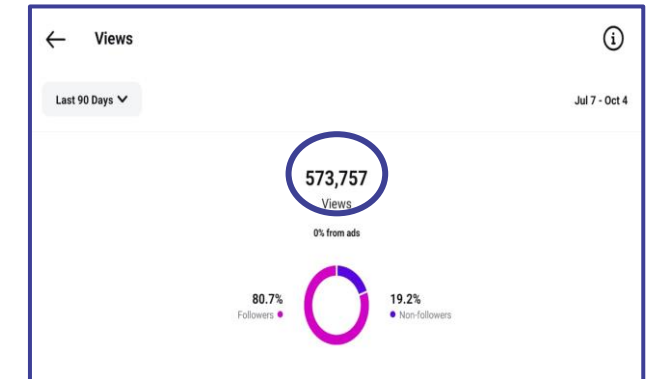 Views
Last 90 Days
Jul 7 - Oct 4
573,757
Views
0% from ads
80.7%
Followers
19.2%
Non-followers